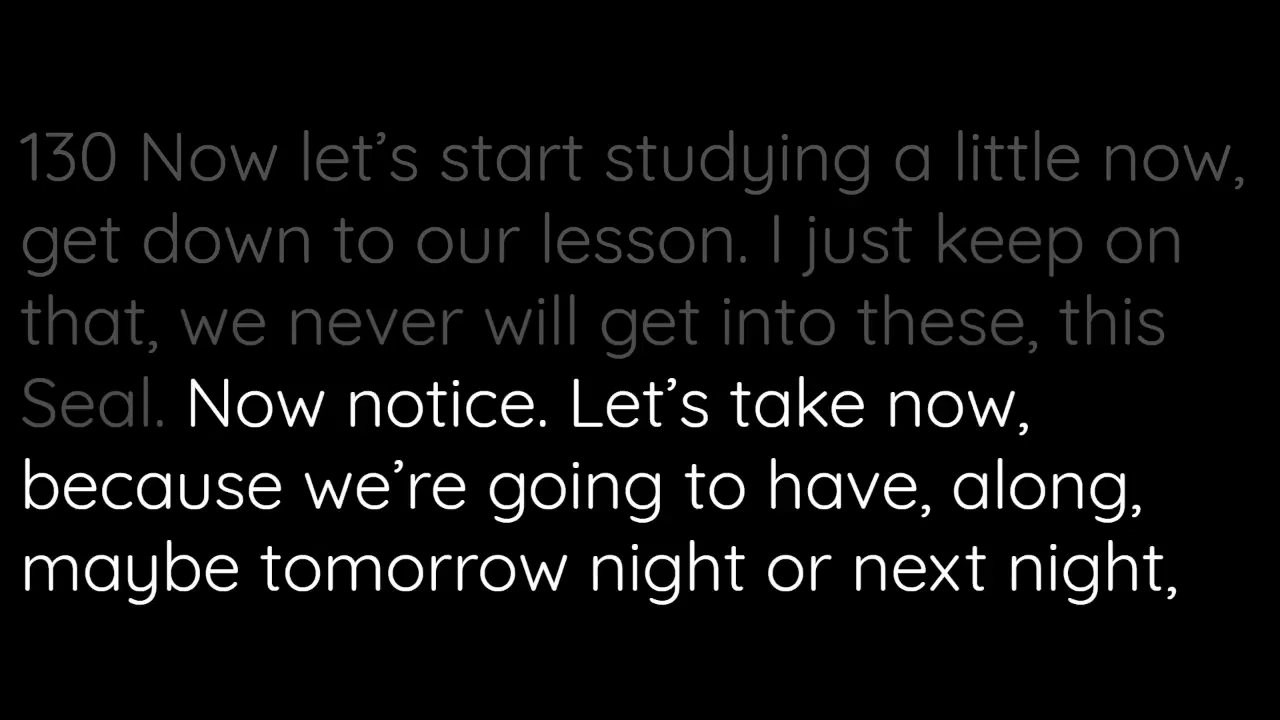 130 Now let’s start studying a little now,
get down to our lesson. I just keep on
that, we never will get into these, this
Seal. Now notice. Let’s take now,
because we’re going to have, along,
maybe tomorrow night or next night,